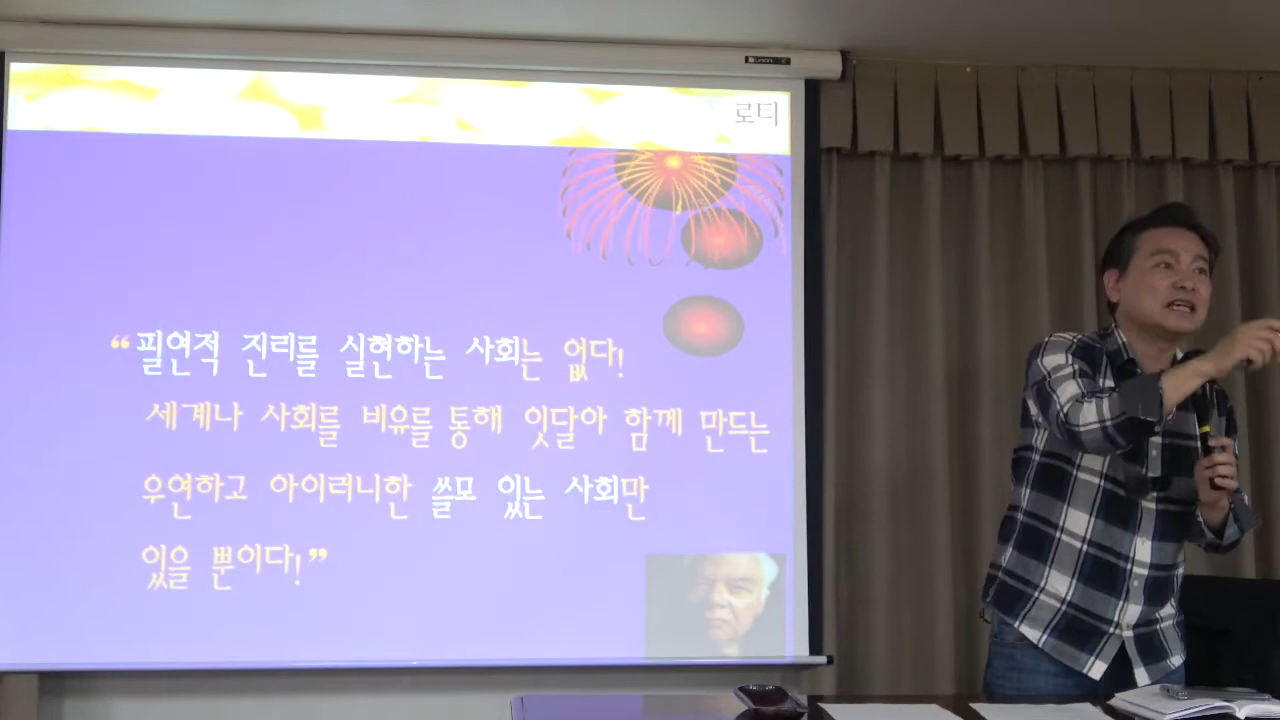 로티
“필연적 진리를 실현하는 사회는 없다!
세계나 사회를 비유를 통해 잇달아 함께 만드는
우연하고 아이러니한 쓸모 있는 사회만
있을 뿐이다!”